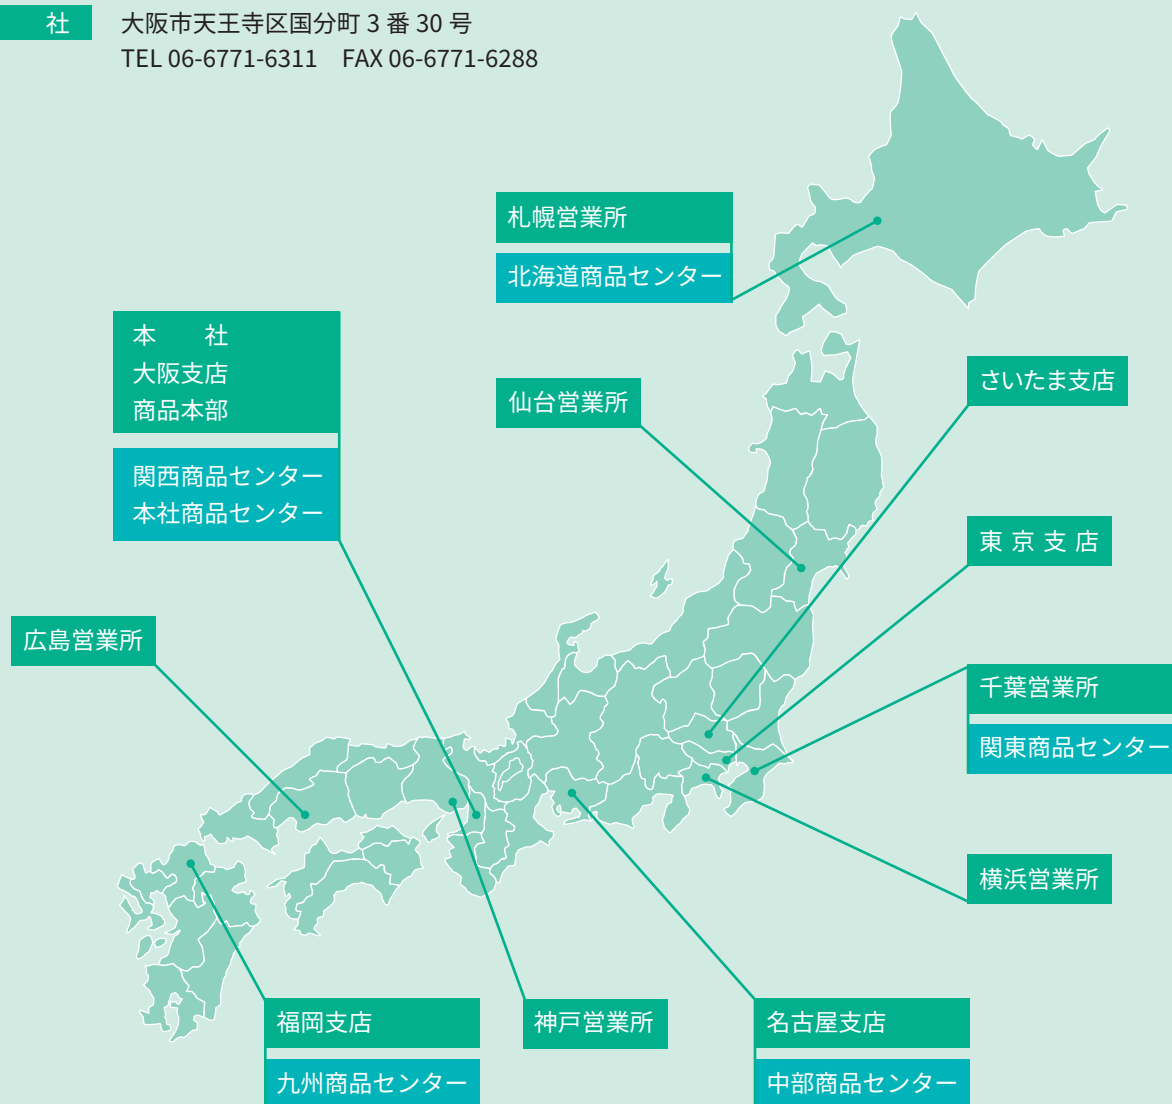 社 大阪市天王寺区国分町 3 番 30 号
TEL 06-6771-6311 FAX 06-6771-6288
札幌営業所
北海道商品センター
本 社
大阪支店
商品本部
関西商品センター
本社商品センター
仙台営業所
さいたま支店
東 京 支 店
広島営業所
千葉営業所
関東商品センター
横浜営業所
福岡支店
九州商品センター
神戸営業所
名古屋支店
中部商品センター